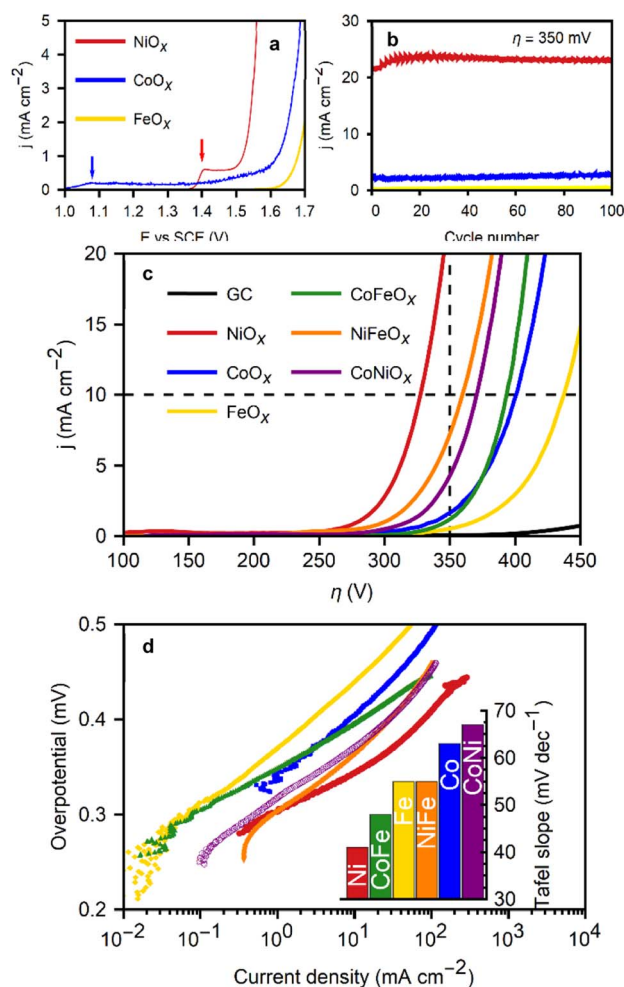 a
j (mA cm⁻²)
5
4
3
2
1
0
NiOₓ
CoOₓ
FeOₓ
1.0 1.1 1.2 1.3 1.4 1.5 1.6 1.7
E vs SCE (V)
b
η = 350 mV
j (mA cm⁻²)
30
20
10
0
0 20 40 60 80 100
Cycle number
c
j (mA cm⁻²)
20
15
10
5
0
GC
NiOₓ
CoOₓ
FeOₓ
CoFeOₓ
NiFeOₓ
CoNiOₓ
100 150 200 250 300 350 400 450
η (V)
d
Overpotential (mV)
0.5
0.4
0.3
0.2
10⁻² 10⁻¹ 10⁰ 10¹ 10² 10³ 10⁴
Current density (mA cm⁻²)
Ni
CoFe
Fe
NiFe
Co
CoNi
70
60
50
40
30
Tafel slope (mV dec⁻¹)